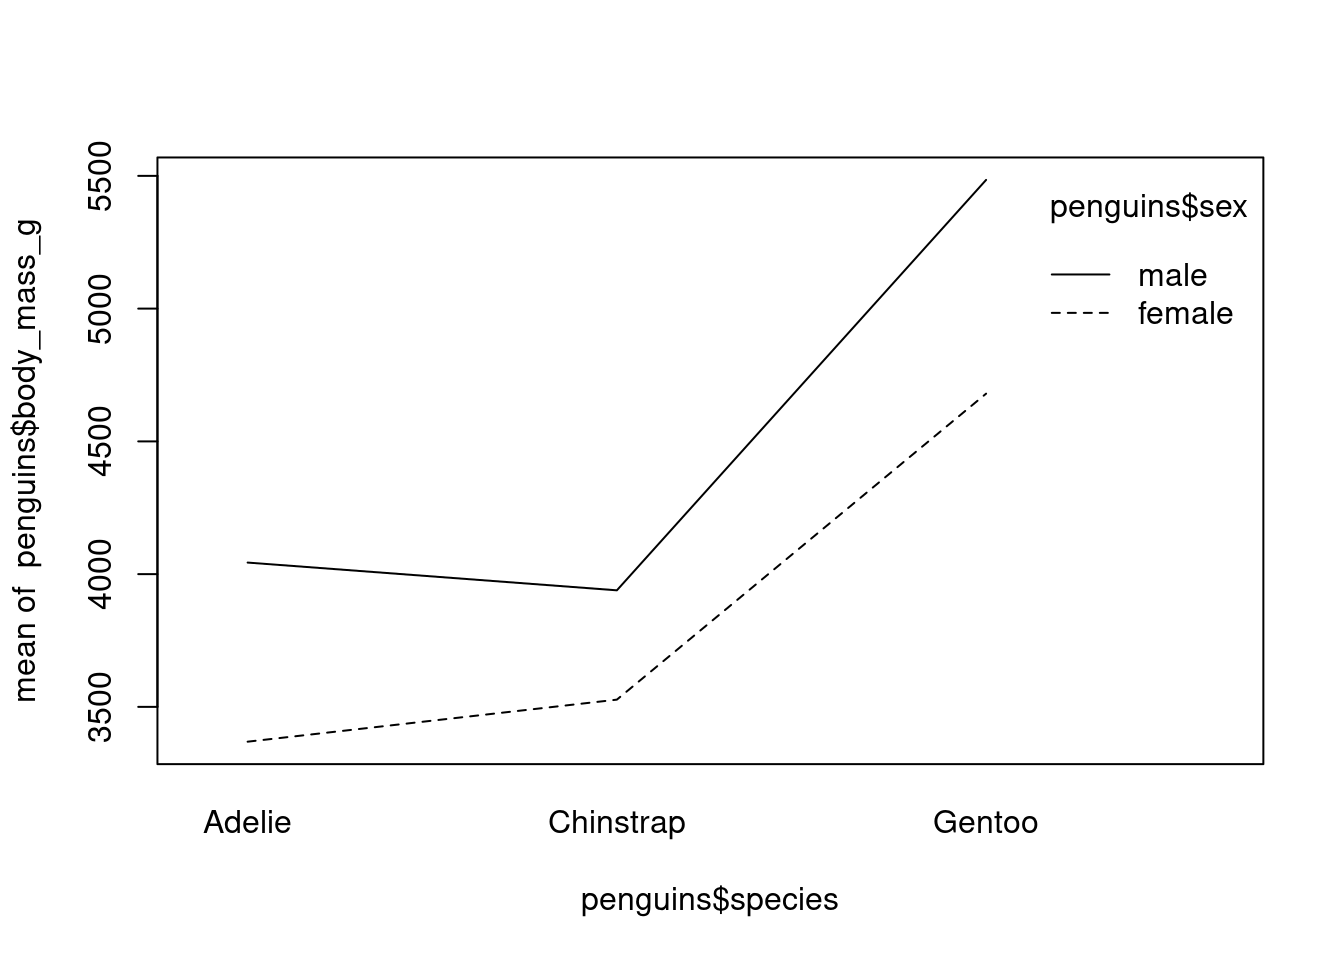 mean of  penguins$body_mass_g
5500
5000
4500
4000
3500
penguins$sex
male
female
Adelie
Chinstrap
Gentoo
penguins$species